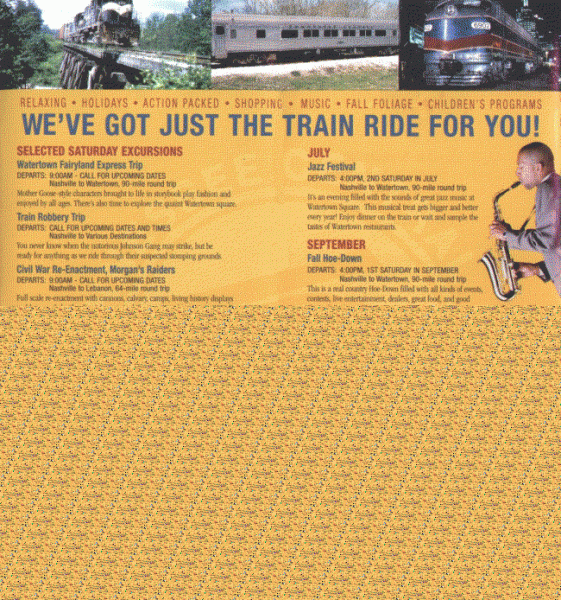 RELAXING • HOLIDAYS • ACTION PACKED • SHOPPING • MUSIC • FALL FOLIAGE • CHILDREN'S PROGRAMS
WE'VE GOT JUST THE TRAIN RIDE FOR YOU!
SELECTED SATURDAY EXCURSIONS
Watertown Fairyland Express Trip
DEPARTS: 9:00AM - CALL FOR UPCOMING DATES
Nashville to Watertown, 90-mile round trip
Mother Goose-style characters brought to life in storybook play fashion and
enjoyed by all ages. There's also time to explore the quaint Watertown square.
Train Robbery Trip
DEPARTS: CALL FOR UPCOMING DATES AND TIMES
Nashville to Various Destinations
You never know when the notorious Johnson Gang may strike, but be
ready for anything as we ride through their suspected stomping grounds.
Civil War Re-Enactment, Morgan's Raiders
DEPARTS: 9:00AM - CALL FOR UPCOMING DATES
Nashville to Lebanon, 64-mile round trip
Full scale re-enactment with cannons, calvary, camps, living history displays
JULY
Jazz Festival
DEPARTS: 4:00PM, 2ND SATURDAY IN JULY
Nashville to Watertown, 90-mile round trip
It's an evening filled with the sounds of great jazz music at
Watertown Square. This musical treat gets bigger and better
every year! Enjoy dinner on the train or wait and sample the
tastes of Watertown restaurants.
SEPTEMBER
Fall Hoe-Down
DEPARTS: 4:00PM, 1ST SATURDAY IN SEPTEMBER
Nashville to Watertown, 90-mile round trip
This is a real country Hoe-Down filled with all kinds of events,
contests, live entertainment, dealers, great food, and good